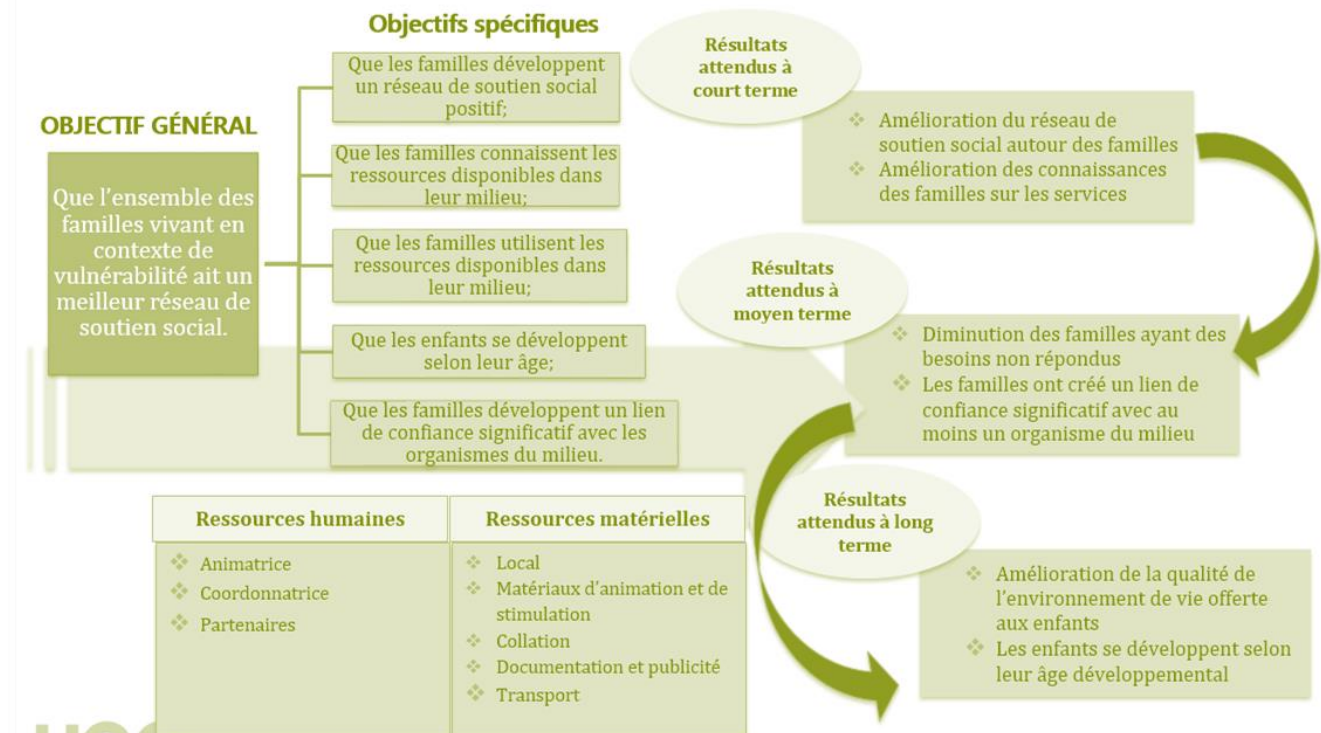 Objectifs spécifiques
OBJECTIF GÉNÉRAL
Que l'ensemble des
familles vivant en
contexte de
vulnérabilité ait un
meilleur réseau de
soutien social.
Que les familles développent
un réseau de soutien social
positif;
Que les familles connaissent les
ressources disponibles dans
leur milieu;
Que les familles utilisent les
ressources disponibles dans
leur milieu;
Que les enfants se développent
selon leur âge;
Que les familles développent un lien
de confiance significatif avec les
organismes du milieu.
Résultats
attendus à
court terme
Amélioration du réseau de
soutien social autour des familles
Amélioration des connaissances
des familles sur les services
Résultats
attendus à
moyen terme
Diminution des familles ayant des
besoins non répondus
Les familles ont créé un lien de
confiance significatif avec au
moins un organisme du milieu
Résultats
attendus à long
terme
Amélioration de la qualité de
l'environnement de vie offerte
aux enfants
Les enfants se développent selon
leur âge développemental
Ressources humaines
Animatrice
Coordonnatrice
Partenaires
Ressources matérielles
Local
Matériaux d'animation et de
stimulation
Collation
Documentation et publicité
Transport